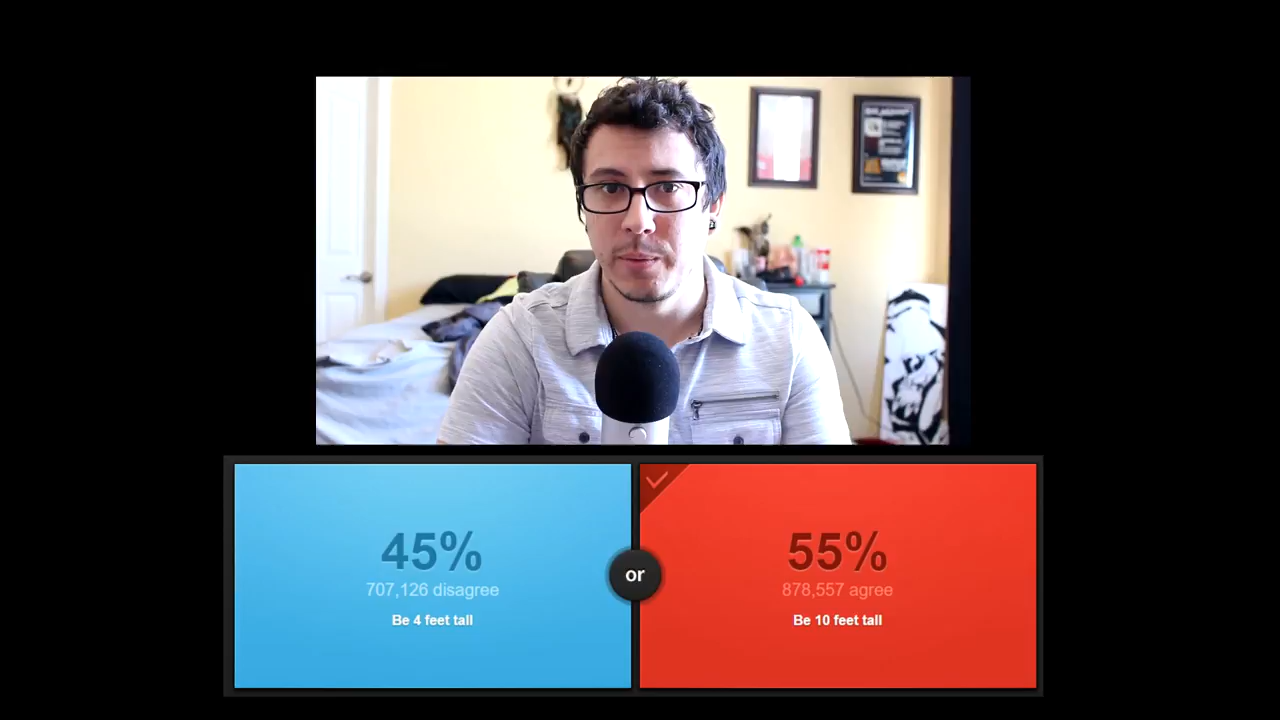 45%
707,126 disagree
Be 4 feet tall
or
55%
878,557 agree
Be 10 feet tall